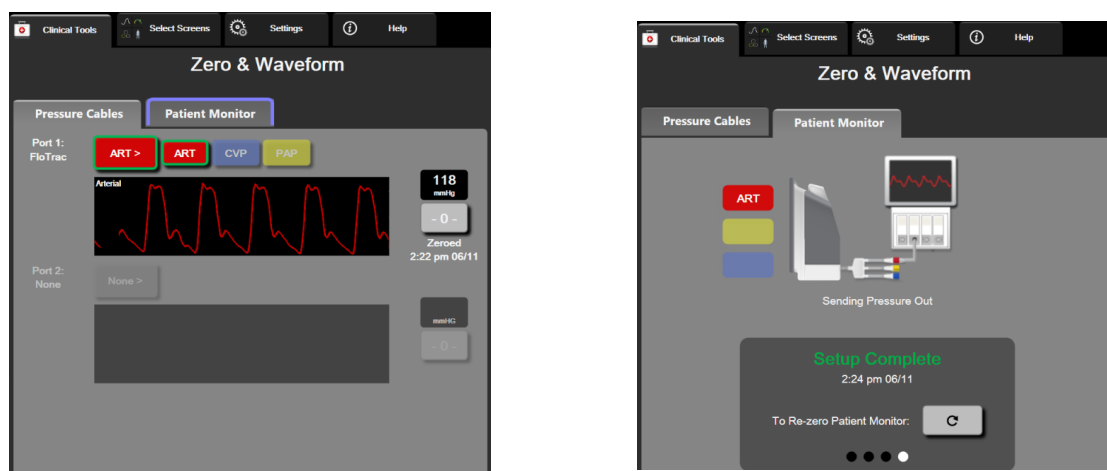 Clinical Tools
Select Screens
Settings
Help
Zero & Waveform
Pressure Cables
Patient Monitor
Port 1:
FloTrac
ART >
ART
CVP
PAP
Arterial
118
mmHg
- 0 -
Zeroed
2:22 pm 06/11
Port 2:
None
None >
mmHG
- 0 -
Clinical Tools
Select Screens
Settings
Help
Zero & Waveform
Pressure Cables
Patient Monitor
ART
Sending Pressure Out
Setup Complete
2:24 pm 06/11
To Re-zero Patient Monitor: